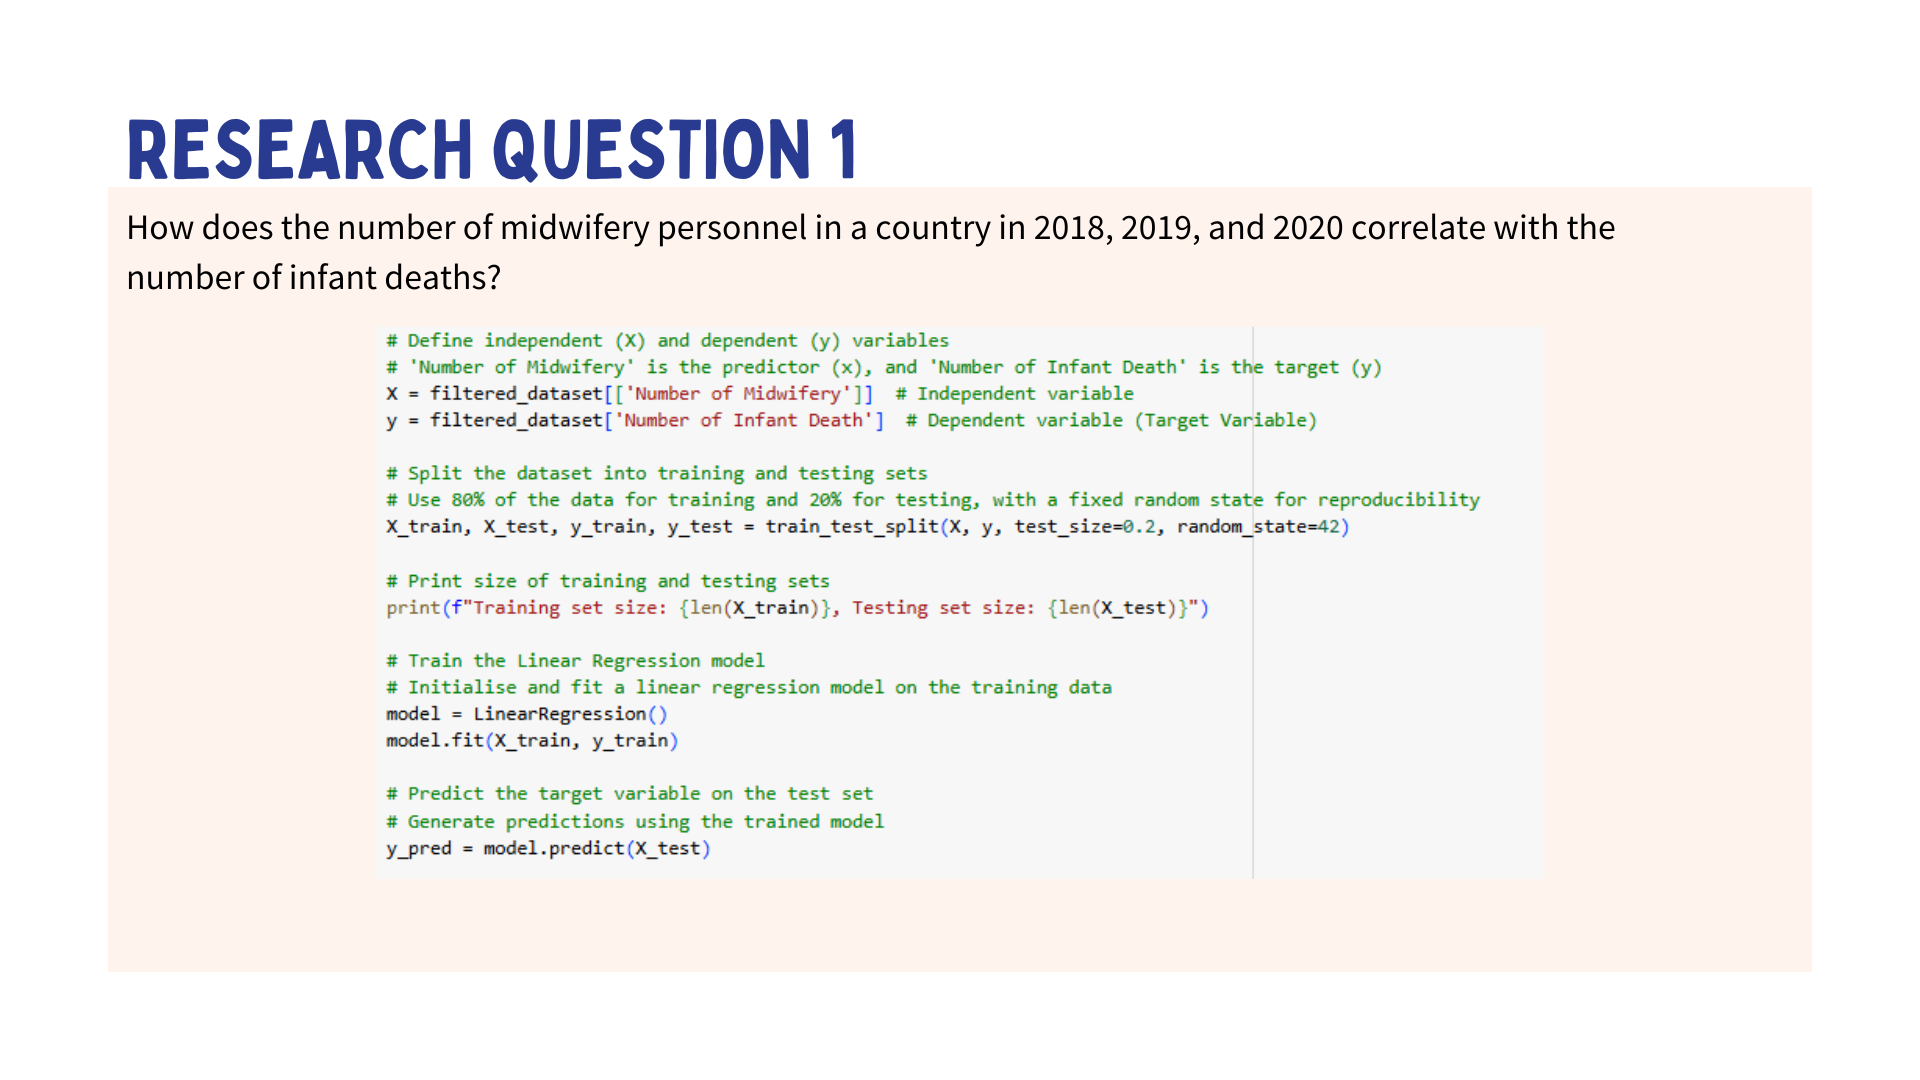 RESEARCH QUESTION 1
How does the number of midwifery personnel in a country in 2018, 2019, and 2020 correlate with the
number of infant deaths?
# Define independent (X) and dependent (y) variables
# 'Number of Midwifery' is the predictor (x), and 'Number of Infant Death' is the target (y)
X = filtered_dataset[['Number of Midwifery']]  # Independent variable
y = filtered_dataset['Number of Infant Death']  # Dependent variable (Target Variable)
# Split the dataset into training and testing sets
# Use 80% of the data for training and 20% for testing, with a fixed random state for reproducibility
X_train, X_test, y_train, y_test = train_test_split(X, y, test_size=0.2, random_state=42)
# Print size of training and testing sets
print(f"Training set size: {len(X_train)}, Testing set size: {len(X_test)}")
# Train the Linear Regression model
# Initialise and fit a linear regression model on the training data
model = LinearRegression()
model.fit(X_train, y_train)
# Predict the target variable on the test set
# Generate predictions using the trained model
y_pred = model.predict(X_test)